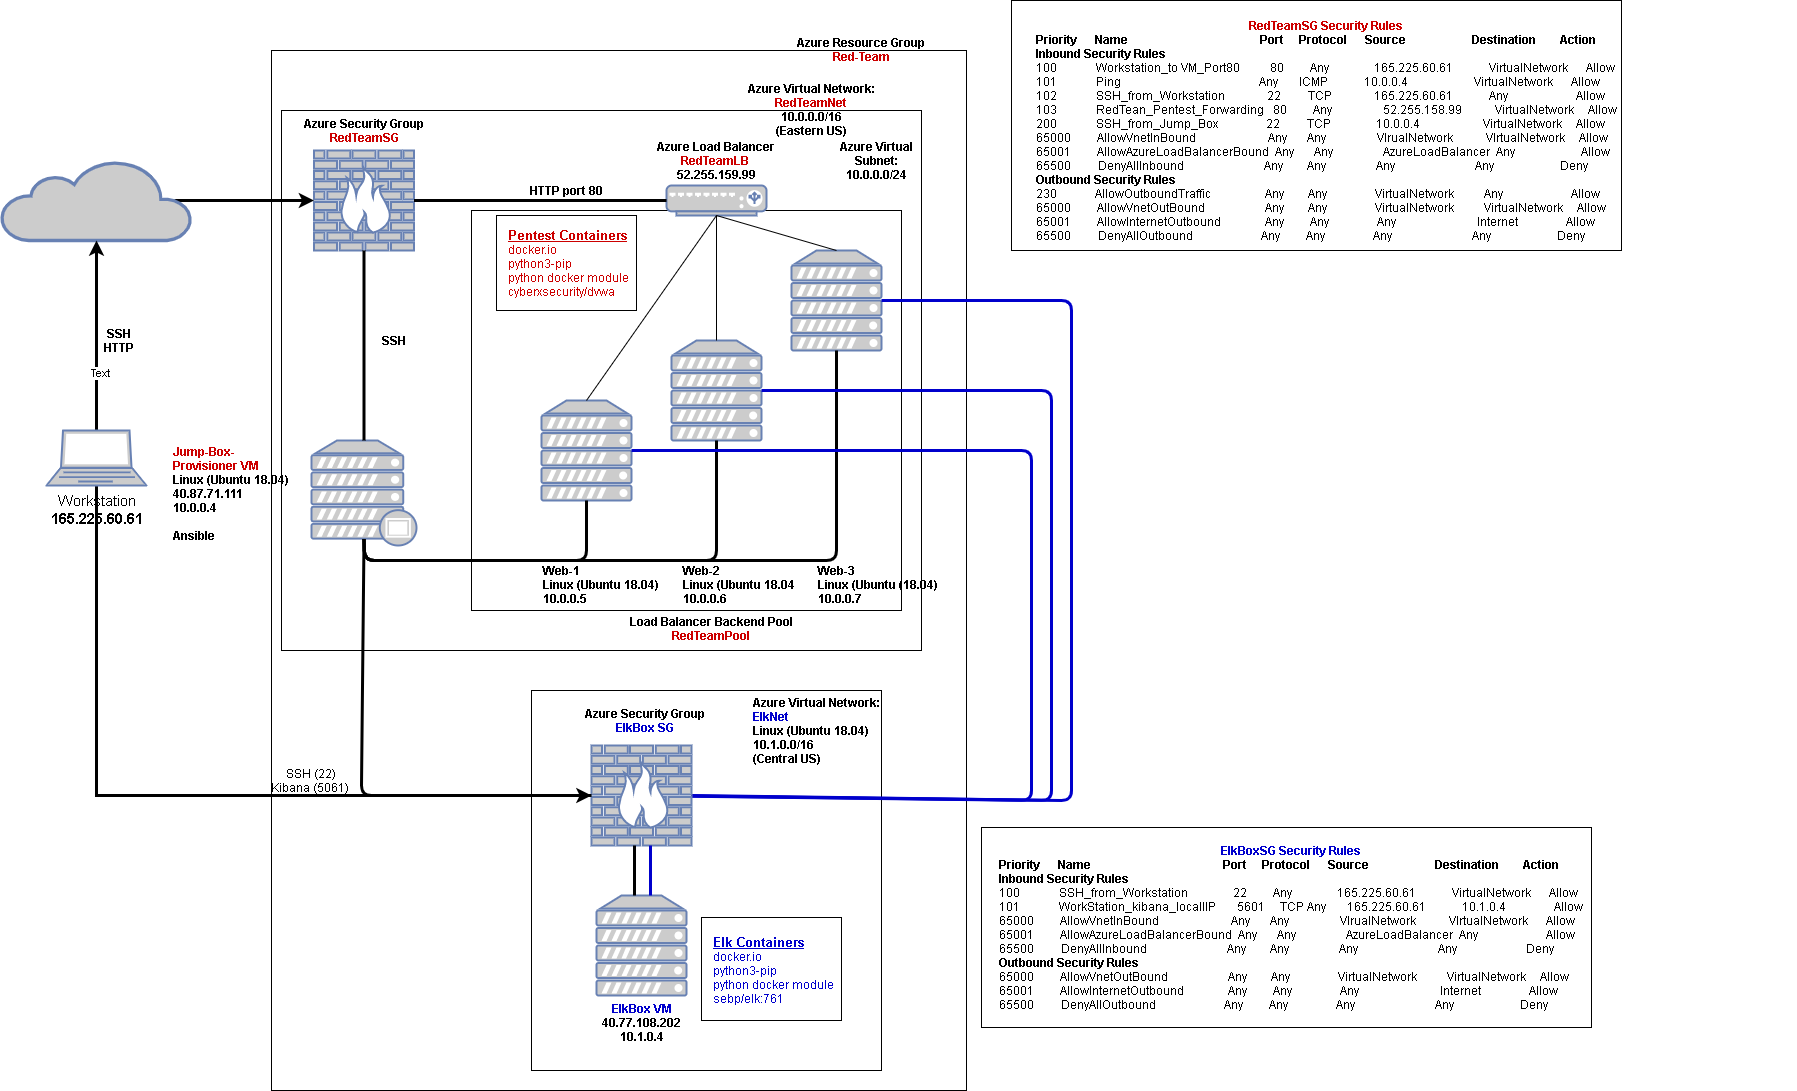 Azure Resource Group
Red-Team
Azure Virtual Network:
RedTeamNet
10.0.0.0/16
(Eastern US)
Azure Security Group
RedTeamSG
Azure Load Balancer
RedTeamLB
52.255.159.99
Azure Virtual
Subnet:
10.0.0.0/24
HTTP port 80
Pentest Containers
docker.io
python3-pip
python docker module
cyberxsecurity/dvwa
SSH
HTTP
Text
SSH
Workstation
165.225.60.61
Jump-Box-
Provisioner VM
Linux (Ubuntu 18.04)
40.87.71.111
10.0.0.4
Ansible
Web-1
Linux (Ubuntu 18.04)
10.0.0.5
Web-2
Linux (Ubuntu 18.04
10.0.0.6
Web-3
Linux (Ubuntu (18.04)
10.0.0.7
Load Balancer Backend Pool
RedTeamPool
Azure Security Group
ElkBox SG
Azure Virtual Network:
ElkNet
Linux (Ubuntu 18.04)
10.1.0.0/16
(Central US)
SSH (22)
Kibana (5061)
Elk Containers
docker.io
python3-pip
python docker module
sebp/elk:761
ElkBox VM
40.77.108.202
10.1.0.4
RedTeamSG Security Rules
Priority Name Port Protocol Source Destination Action
Inbound Security Rules
100 Workstation_to VM_Port80 80 Any 165.225.60.61 VirtualNetwork Allow
101 Ping Any ICMP 10.0.0.4 VirtualNetwork Allow
102 SSH_from_Workstation 22 TCP 165.225.60.61 Any Allow
103 RedTean_Pentest_Forwarding 80 Any 52.255.158.99 VirtualNetwork Allow
200 SSH_from_Jump_Box 22 TCP 10.0.0.4 VirtualNetwork Allow
65000 AllowVnetInBound Any Any VIrualNetwork VIrtualNetwork Allow
65001 AllowAzureLoadBalancerBound Any Any AzureLoadBalancer Any Allow
65500 DenyAllInbound Any Any Any Any Deny
Outbound Security Rules
230 AllowOutboundTraffic Any Any VirtualNetwork Any Allow
65000 AllowVnetOutBound Any Any VirtualNetwork VirtualNetwork Allow
65001 AllowInternetOutbound Any Any Any Internet Allow
65500 DenyAllOutbound Any Any Any Any Deny
ElkBoxSG Security Rules
Priority Name Port Protocol Source Destination Action
Inbound Security Rules
100 SSH_from_Workstation 22 Any 165.225.60.61 VirtualNetwork Allow
101 WorkStation_kibana_localIIP 5601 TCP Any 165.225.60.61 10.1.0.4 Allow
65000 AllowVnetInBound Any Any VIrualNetwork VIrtualNetwork Allow
65001 AllowAzureLoadBalancerBound Any Any AzureLoadBalancer Any Allow
65500 DenyAllInbound Any Any Any Any Deny
Outbound Security Rules
65000 AllowVnetOutBound Any Any VirtualNetwork VirtualNetwork Allow
65001 AllowInternetOutbound Any Any Any Internet Allow
65500 DenyAllOutbound Any Any Any Any Deny